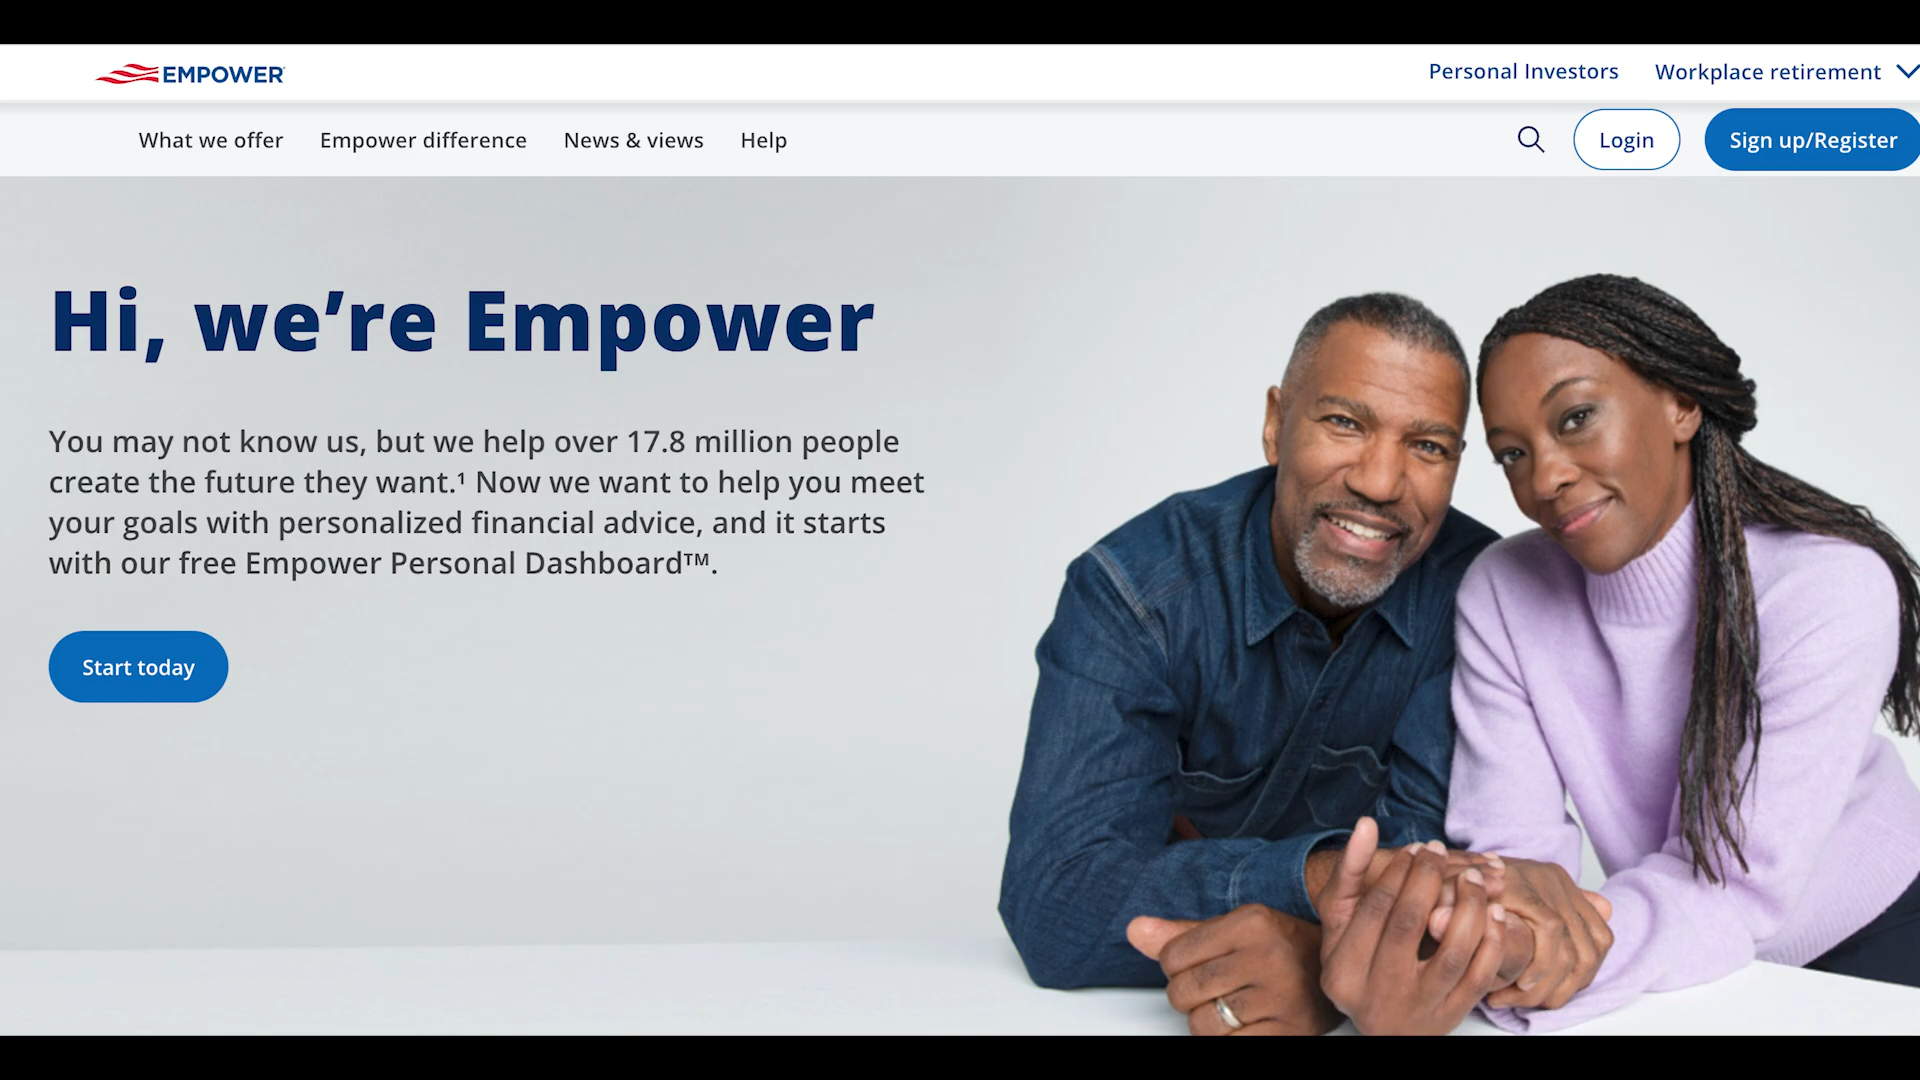 EMPOWER
Personal Investors
Workplace retirement
What we offer
Empower difference
News & views
Help
Login
Sign up/Register
Hi, we’re Empower
You may not know us, but we help over 17.8 million people
create the future they want.¹ Now we want to help you meet
your goals with personalized financial advice, and it starts
with our free Empower Personal Dashboard™.
Start today